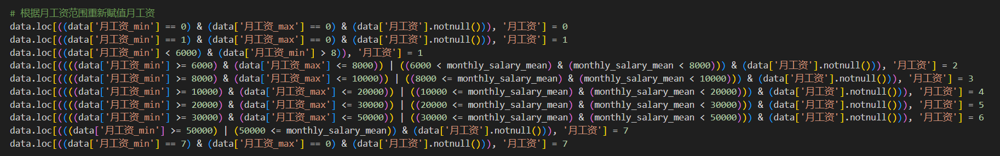 # 根据月工资范围重新赋值月工资
data.loc[((data['月工资_min'] == 0) & (data['月工资_max'] == 0) & (data['月工资'].notnull())), '月工资'] = 0
data.loc[((data['月工资_min'] == 1) & (data['月工资_max'] == 0) & (data['月工资'].notnull())), '月工资'] = 1
data.loc[((data['月工资_min'] < 6000) & (data['月工资_min'] > 8)), '月工资'] = 1
data.loc[((((data['月工资_min'] >= 6000) & (data['月工资_max'] <= 8000)) | ((6000 < monthly_salary_mean) & (monthly_salary_mean < 8000))) & (data['月工资'].notnull())), '月工资'] = 2
data.loc[((((data['月工资_min'] >= 8000) & (data['月工资_max'] <= 10000)) | ((8000 <= monthly_salary_mean) & (monthly_salary_mean < 10000))) & (data['月工资'].notnull())), '月工资'] = 3
data.loc[((((data['月工资_min'] >= 10000) & (data['月工资_max'] <= 20000)) | ((10000 <= monthly_salary_mean) & (monthly_salary_mean < 20000))) & (data['月工资'].notnull())), '月工资'] = 4
data.loc[((((data['月工资_min'] >= 20000) & (data['月工资_max'] <= 30000)) | ((20000 <= monthly_salary_mean) & (monthly_salary_mean < 30000))) & (data['月工资'].notnull())), '月工资'] = 5
data.loc[((((data['月工资_min'] >= 30000) & (data['月工资_max'] <= 50000)) | ((30000 <= monthly_salary_mean) & (monthly_salary_mean < 50000))) & (data['月工资'].notnull())), '月工资'] = 6
data.loc[(((data['月工资_min'] >= 50000) | (50000 <= monthly_salary_mean)) & (data['月工资'].notnull())), '月工资'] = 7
data.loc[((data['月工资_min'] == 7) & (data['月工资_max'] == 0) & (data['月工资'].notnull())), '月工资'] = 7